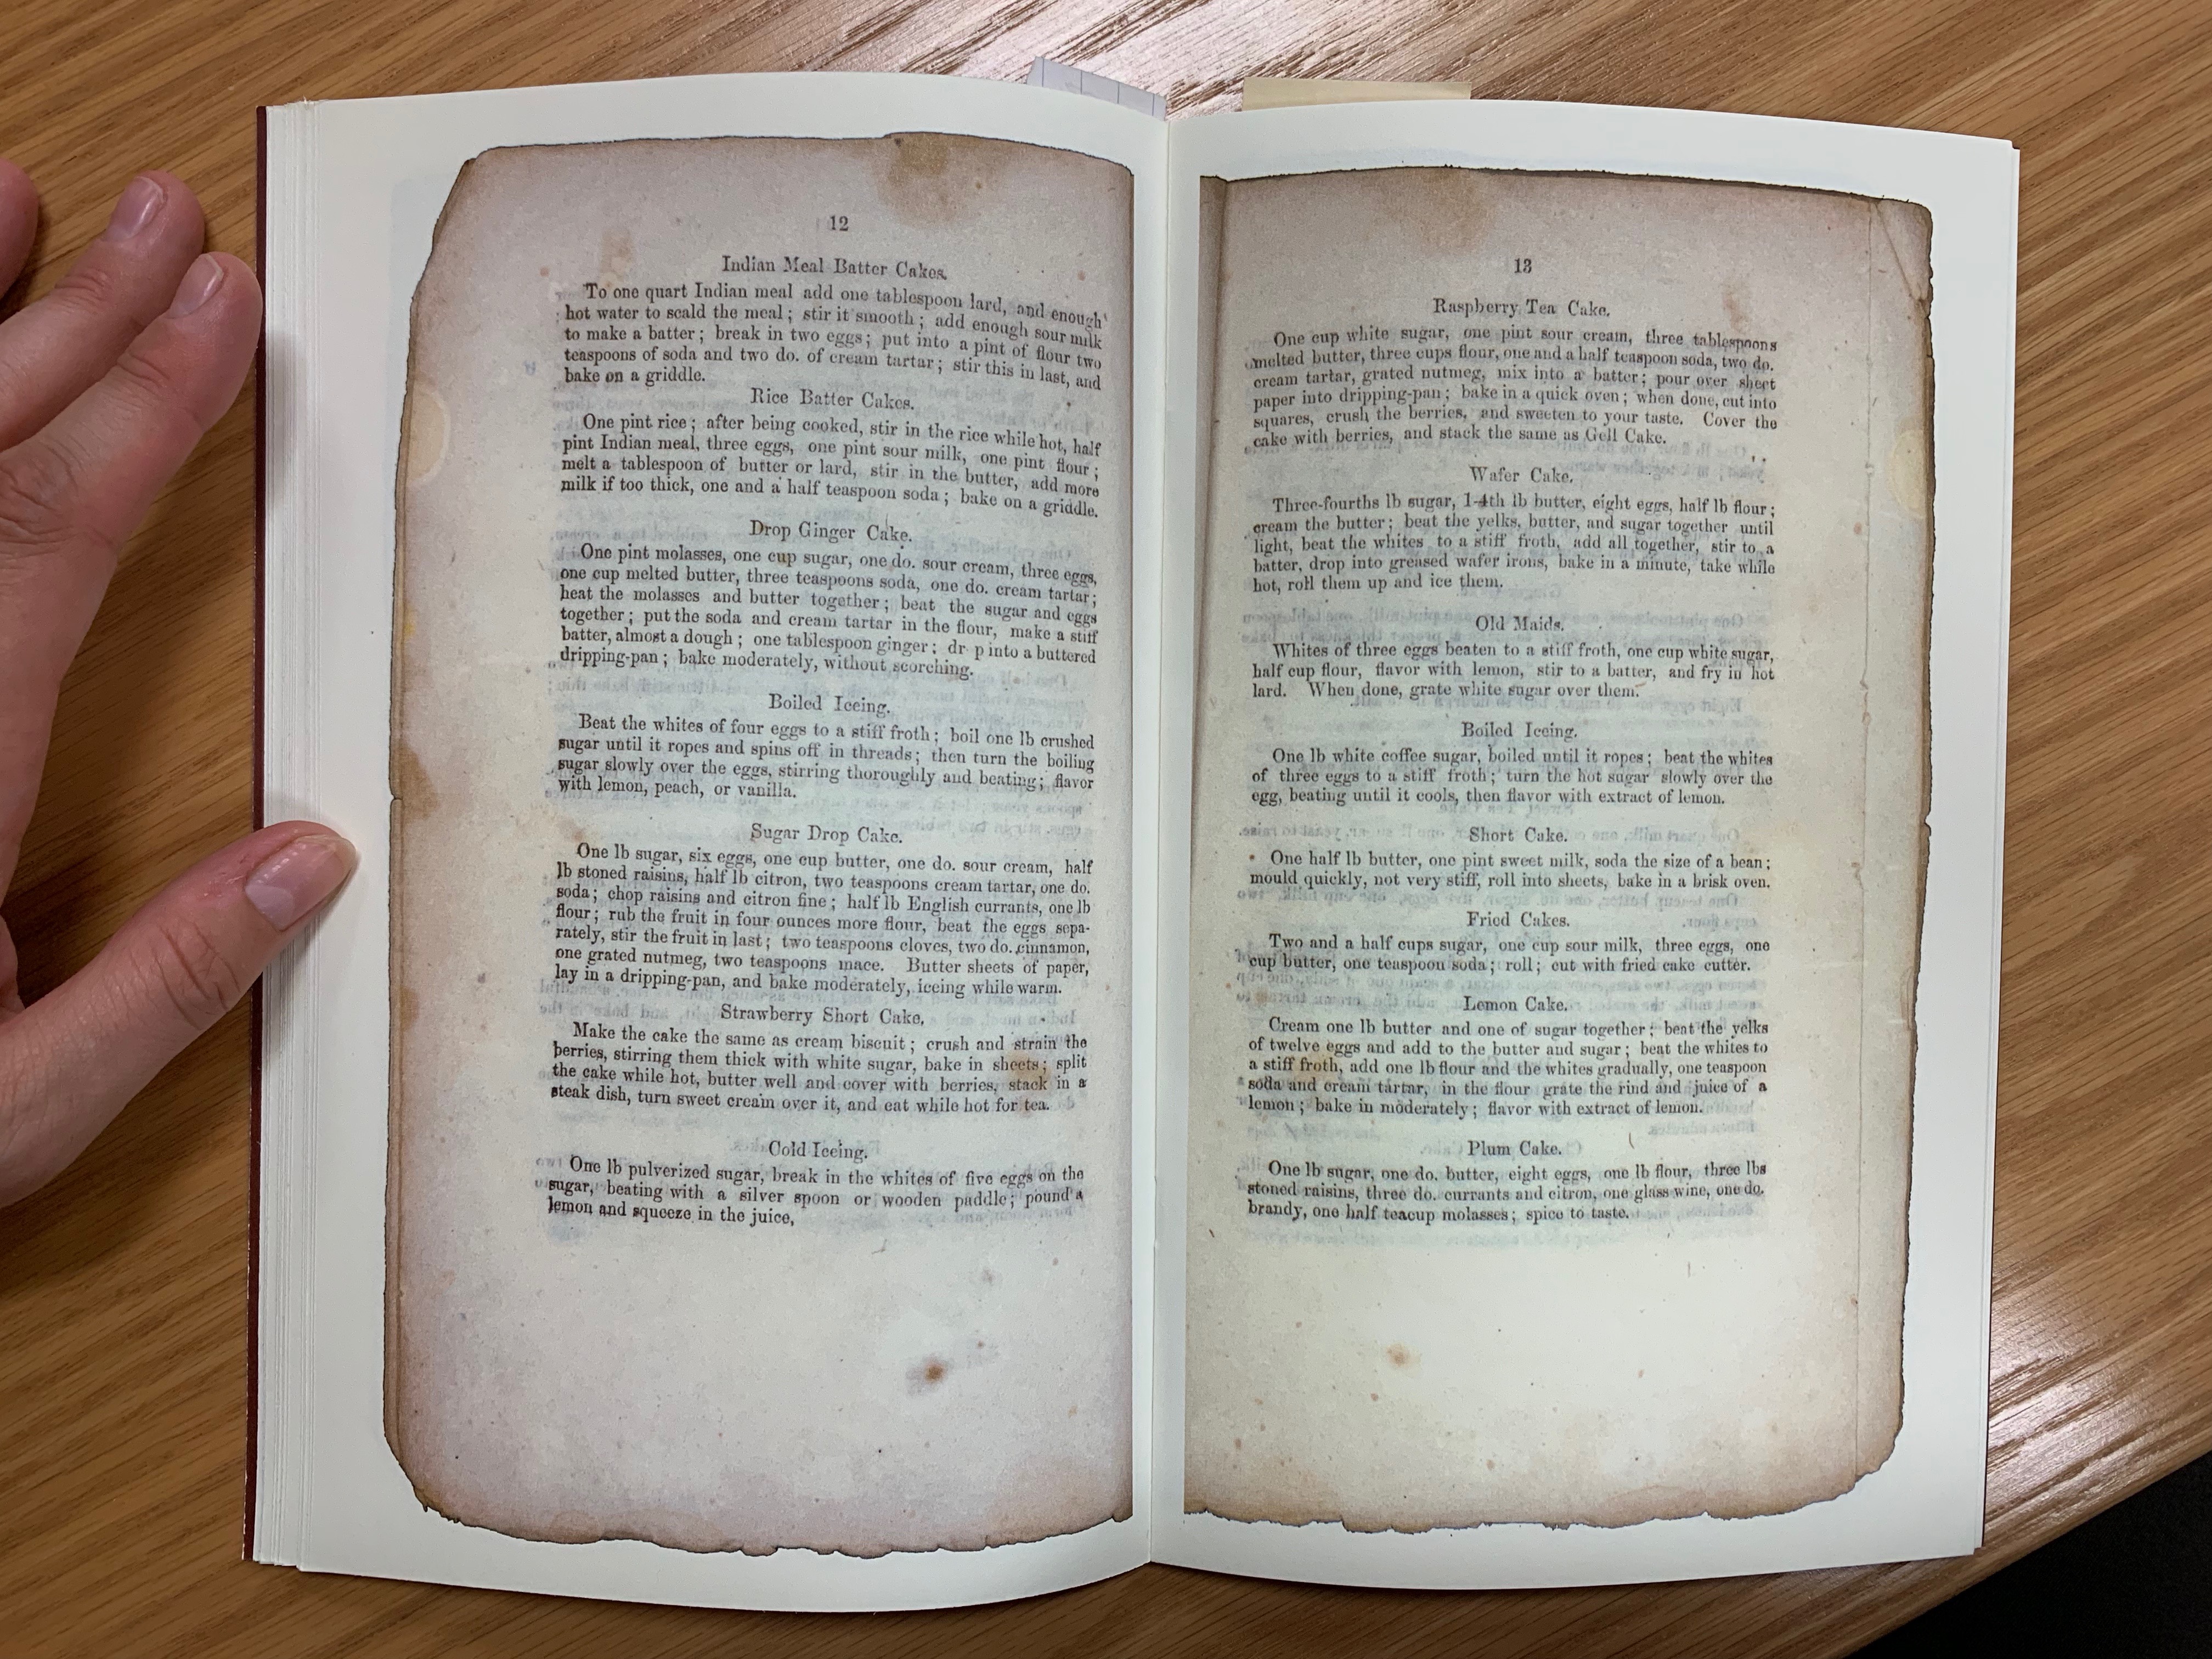 12
Indian Meal Batter Cakes.
To one quart Indian meal add one tablespoon lard, and enough
hot water to scald the meal; stir it smooth; add enough sour milk
to make a batter; break in two eggs; put into a pint of flour two
teaspoons of soda and two do. of cream tartar; stir this in last, and
bake on a griddle.
Rice Batter Cakes.
One pint rice; after being cooked, stir in the rice while hot, half
pint Indian meal, three eggs, one pint sour milk, one pint flour;
melt a tablespoon of butter or lard, stir in the butter, add more
milk if too thick, one and a half teaspoon soda; bake on a griddle.
Drop Ginger Cake.
One pint molasses, one cup sugar, one do. sour cream, three eggs,
one cup melted butter, three teaspoons soda, one do. cream tartar;
heat the molasses and butter together; beat the sugar and eggs
together; put the soda and cream tartar in the flour, make a stiff
batter, almost a dough; one tablespoon ginger; dr p into a buttered
dripping-pan; bake moderately, without scorching.
Boiled Iceing.
Beat the whites of four eggs to a stiff froth; boil one lb crushed
sugar until it ropes and spins off in threads; then turn the boiling
sugar slowly over the eggs, stirring thoroughly and beating; flavor
with lemon, peach, or vanilla.
Sugar Drop Cake.
One lb sugar, six eggs, one cup butter, one do. sour cream, half
lb stoned raisins, half lb citron, two teaspoons cream tartar, one do.
soda; chop raisins and citron fine; half lb English currants, one lb
flour; rub the fruit in four ounces more flour, beat the eggs sepa-
rately, stir the fruit in last; two teaspoons cloves, two do. cinnamon,
one grated nutmeg, two teaspoons mace. Butter sheets of paper,
lay in a dripping-pan, and bake moderately, iceing while warm.
Strawberry Short Cake.
Make the cake the same as cream biscuit; crush and strain the
berries, stirring them thick with white sugar, bake in sheets; split
the cake while hot, butter well and cover with berries, stack in a
steak dish, turn sweet cream over it, and eat while hot for tea.
Cold Iceing.
One lb pulverized sugar, break in the whites of five eggs on the
sugar, beating with a silver spoon or wooden paddle; pound a
lemon and squeeze in the juice,
13
Raspberry Tea Cake.
One cup white sugar, one pint sour cream, three tablespoons
melted butter, three cups flour, one and a half teaspoon soda, two do.
cream tartar, grated nutmeg, mix into a batter; pour over sheet
paper into dripping-pan; bake in a quick oven; when done, cut into
squares, crush the berries, and sweeten to your taste. Cover the
cake with berries, and stack the same as Gell Cake.
Wafer Cake.
Three-fourths lb sugar, 1-4th lb butter, eight eggs, half lb flour;
cream the butter; beat the yelks, butter, and sugar together until
light, beat the whites to a stiff froth, add all together, stir to a
batter, drop into greased wafer irons, bake in a minute, take while
hot, roll them up and ice them.
Old Maids.
Whites of three eggs beaten to a stiff froth, one cup white sugar,
half cup flour, flavor with lemon, stir to a batter, and fry in hot
lard. When done, grate white sugar over them.
Boiled Iceing.
One lb white coffee sugar, boiled until it ropes; beat the whites
of three eggs to a stiff froth; turn the hot sugar slowly over the
egg, beating until it cools, then flavor with extract of lemon.
Short Cake.
One half lb butter, one pint sweet milk, soda the size of a bean;
mould quickly, not very stiff, roll into sheets, bake in a brisk oven.
Fried Cakes.
Two and a half cups sugar, one cup sour milk, three eggs, one
cup butter, one teaspoon soda; roll; cut with fried cake cutter.
Lemon Cake.
Cream one lb butter and one of sugar together; beat the yelks
of twelve eggs and add to the butter and sugar; beat the whites to
a stiff froth, add one lb flour and the whites gradually, one teaspoon
soda and cream tartar, in the flour grate the rind and juice of a
lemon; bake in moderately; flavor with extract of lemon.
Plum Cake.
One lb sugar, one do. butter, eight eggs, one lb flour, three lbs
stoned raisins, three do. currants and citron, one glass wine, one do.
brandy, one half teacup molasses; spice to taste.